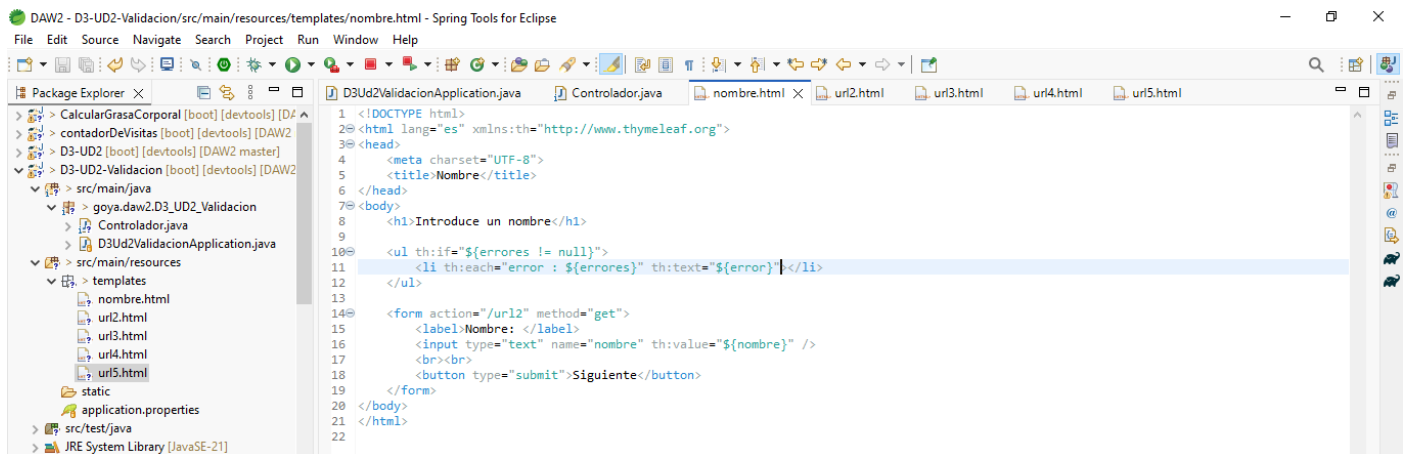 DAW2 - D3-UD2-Validacion/src/main/resources/templates/nombre.html - Spring Tools for Eclipse
File Edit Source Navigate Search Project Run Window Help
Package Explorer
> CalcularGrasaCorporal [boot] [devtools] [DA
> contadorDeVisitas [boot] [devtools] [DAW2
> D3-UD2 [boot] [devtools] [DAW2 master]
> D3-UD2-Validacion [boot] [devtools] [DAW2
> src/main/java
> goya.daw2.D3_UD2_Validacion
> Controlador.java
> D3Ud2ValidacionApplication.java
> src/main/resources
> templates
nombre.html
url2.html
url3.html
url4.html
url5.html
static
application.properties
src/test/java
JRE System Library [JavaSE-21]
D3Ud2ValidacionApplication.java Controlador.java nombre.html url2.html url3.html url4.html url5.html
1 <!DOCTYPE html>
2 <html lang="es" xmlns:th="http://www.thymeleaf.org">
3 <head>
4 <meta charset="UTF-8">
5 <title>Nombre</title>
6 </head>
7 <body>
8 <h1>Introduce un nombre</h1>
9
10 <ul th:if="${errores != null}">
11 <li th:each="error : ${errores}" th:text="${error}"></li>
12 </ul>
13
14 <form action="/url2" method="get">
15 <label>Nombre: </label>
16 <input type="text" name="nombre" th:value="${nombre}" />
17 <br><br>
18 <button type="submit">Siguiente</button>
19 </form>
20 </body>
21 </html>
22